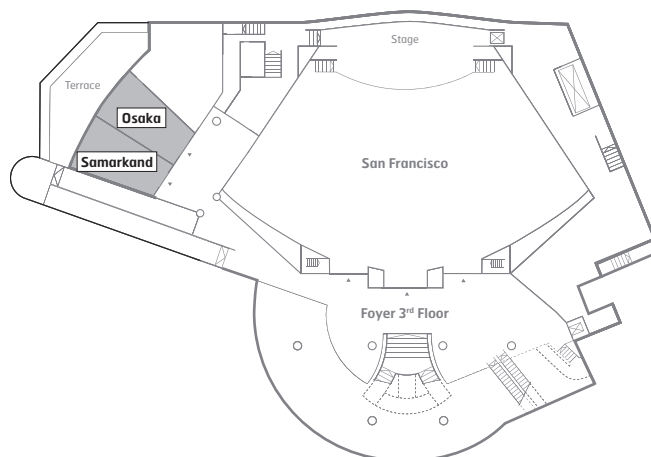 Stage
Terrace
Osaka
Samarkand
San Francisco
Foyer 3rd Floor